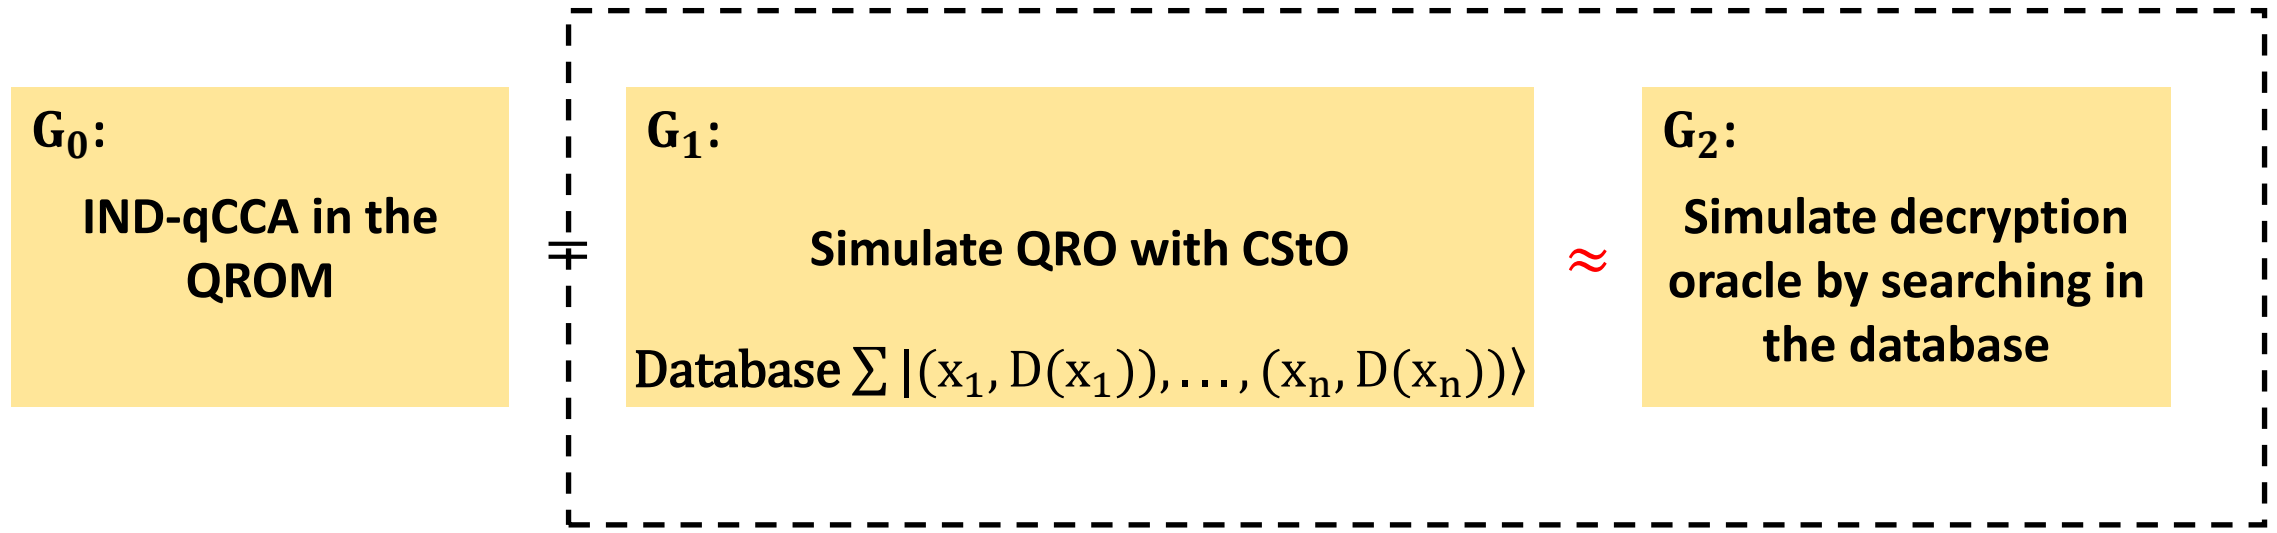 G₀:
IND-qCCA in the
QROM
=
G₁:
Simulate QRO with CStO
Database ∑ |(x₁, D(x₁)), . . . , (xₙ, D(xₙ))⟩
≈
G₂:
Simulate decryption
oracle by searching in
the database